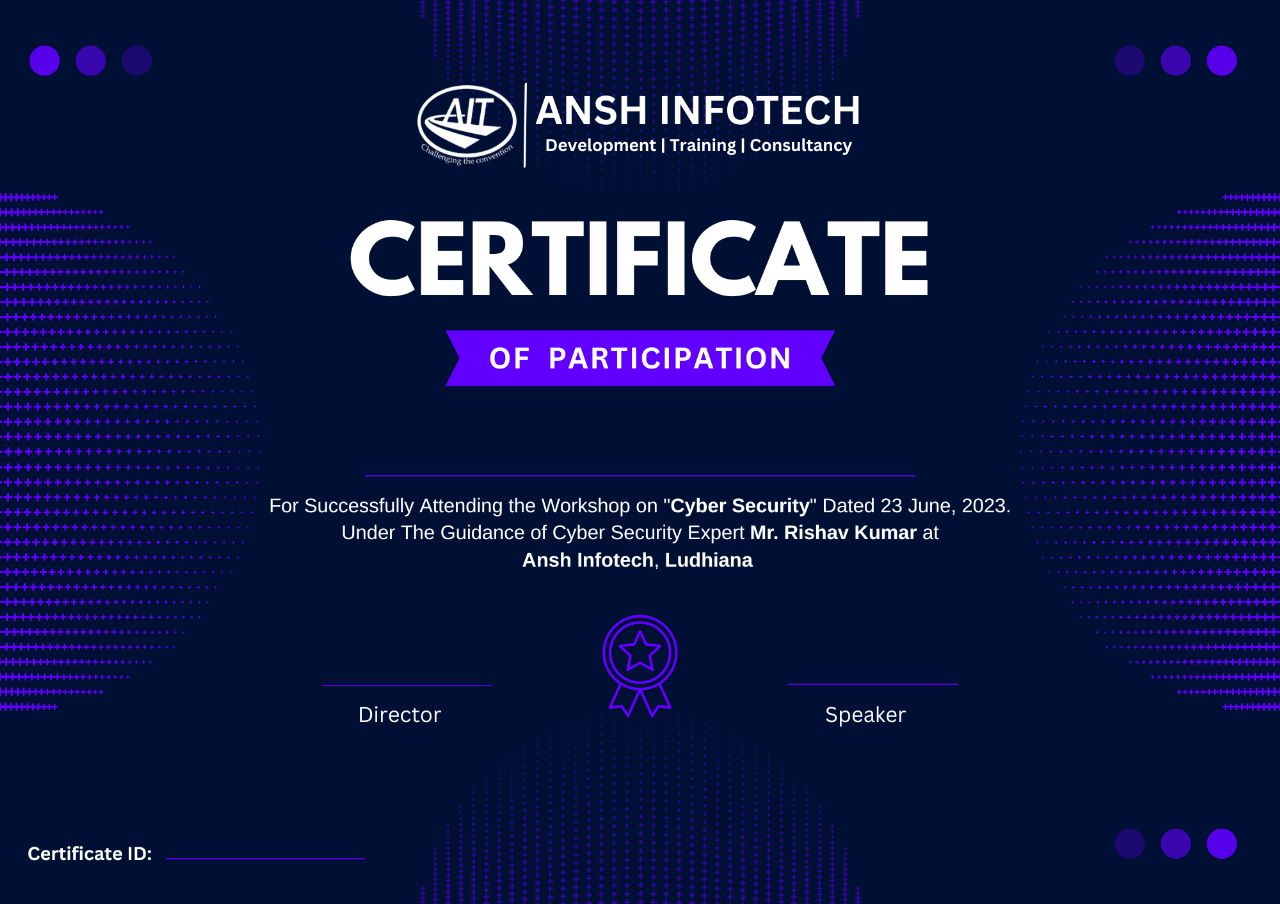 AIT
Challenging the convention
ANSH INFOTECH
Development | Training | Consultancy
CERTIFICATE
OF PARTICIPATION
For Successfully Attending the Workshop on "Cyber Security" Dated 23 June, 2023.
Under The Guidance of Cyber Security Expert Mr. Rishav Kumar at
Ansh Infotech, Ludhiana
Director
Speaker
Certificate ID: